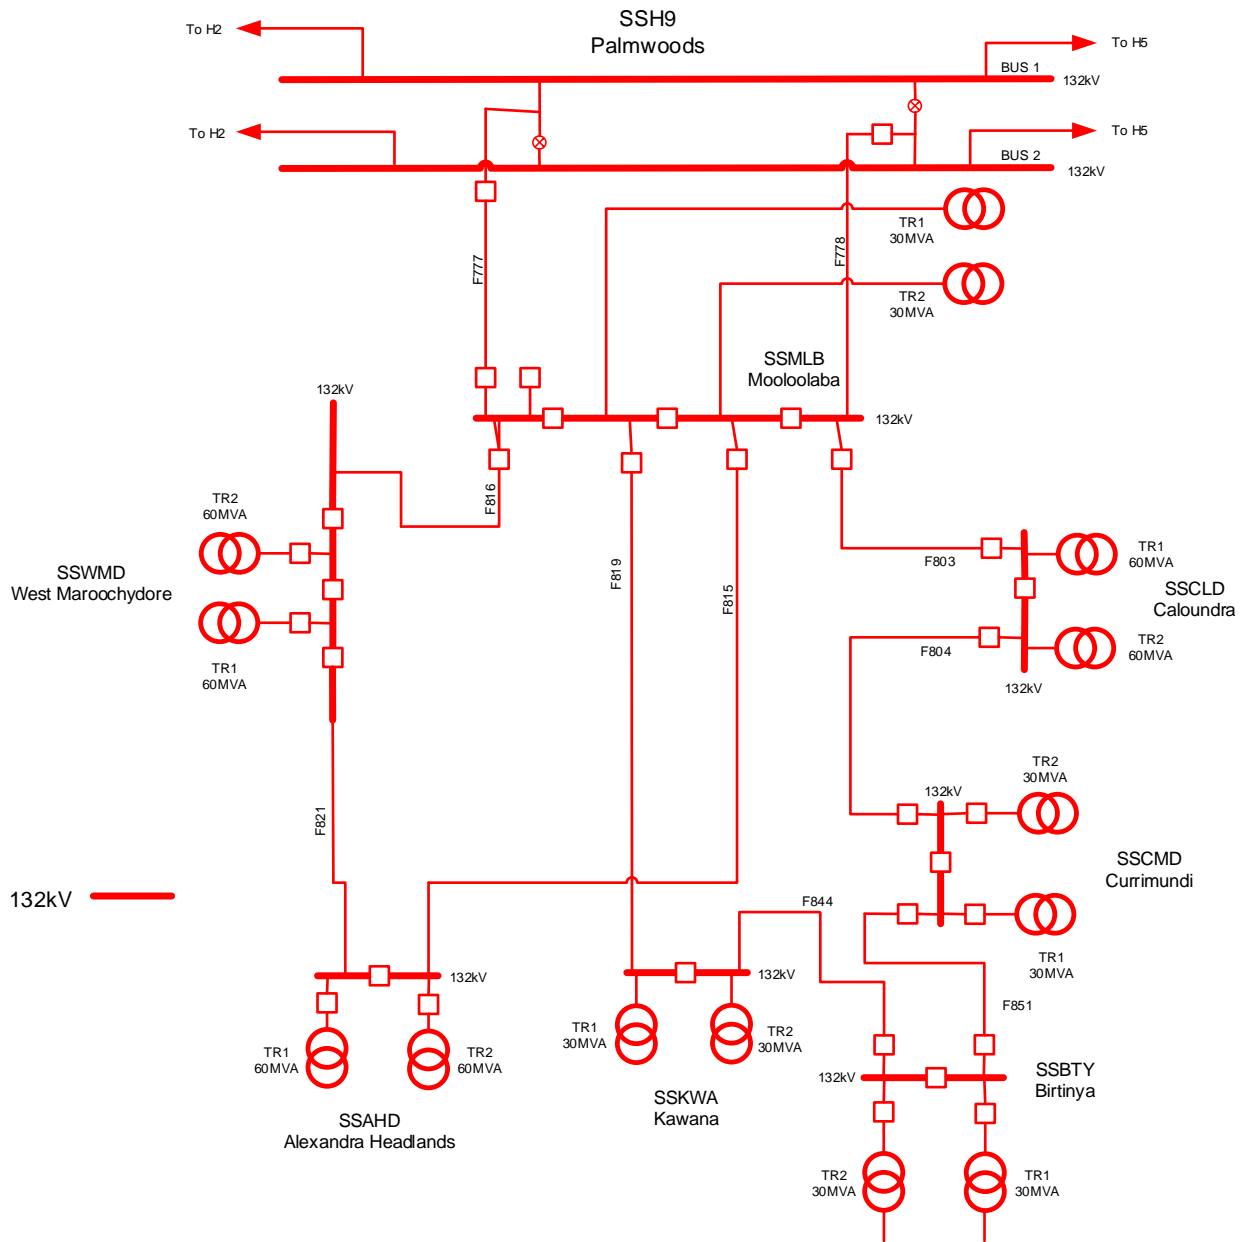 SSH9
Palmwoods
To H2
To H5
BUS 1
132kV
To H2
To H5
BUS 2
132kV
TR1
30MVA
F777
F778
TR2
30MVA
SSMLB
Mooloolaba
132kV
132kV
F816
TR2
60MVA
SSWMD
West Maroochydore
TR1
60MVA
F819
F815
F803
TR1
60MVA
SSCLD
Caloundra
F804
TR2
60MVA
132kV
F821
TR2
30MVA
132kV
SSCMD
Currimundi
132kV
F844
TR1
30MVA
132kV
132kV
F851
TR1
60MVA
TR2
60MVA
TR1
30MVA
TR2
30MVA
132kV
SSBTY
Birtinya
SSKWA
Kawana
SSAHD
Alexandra Headlands
TR2
30MVA
TR1
30MVA